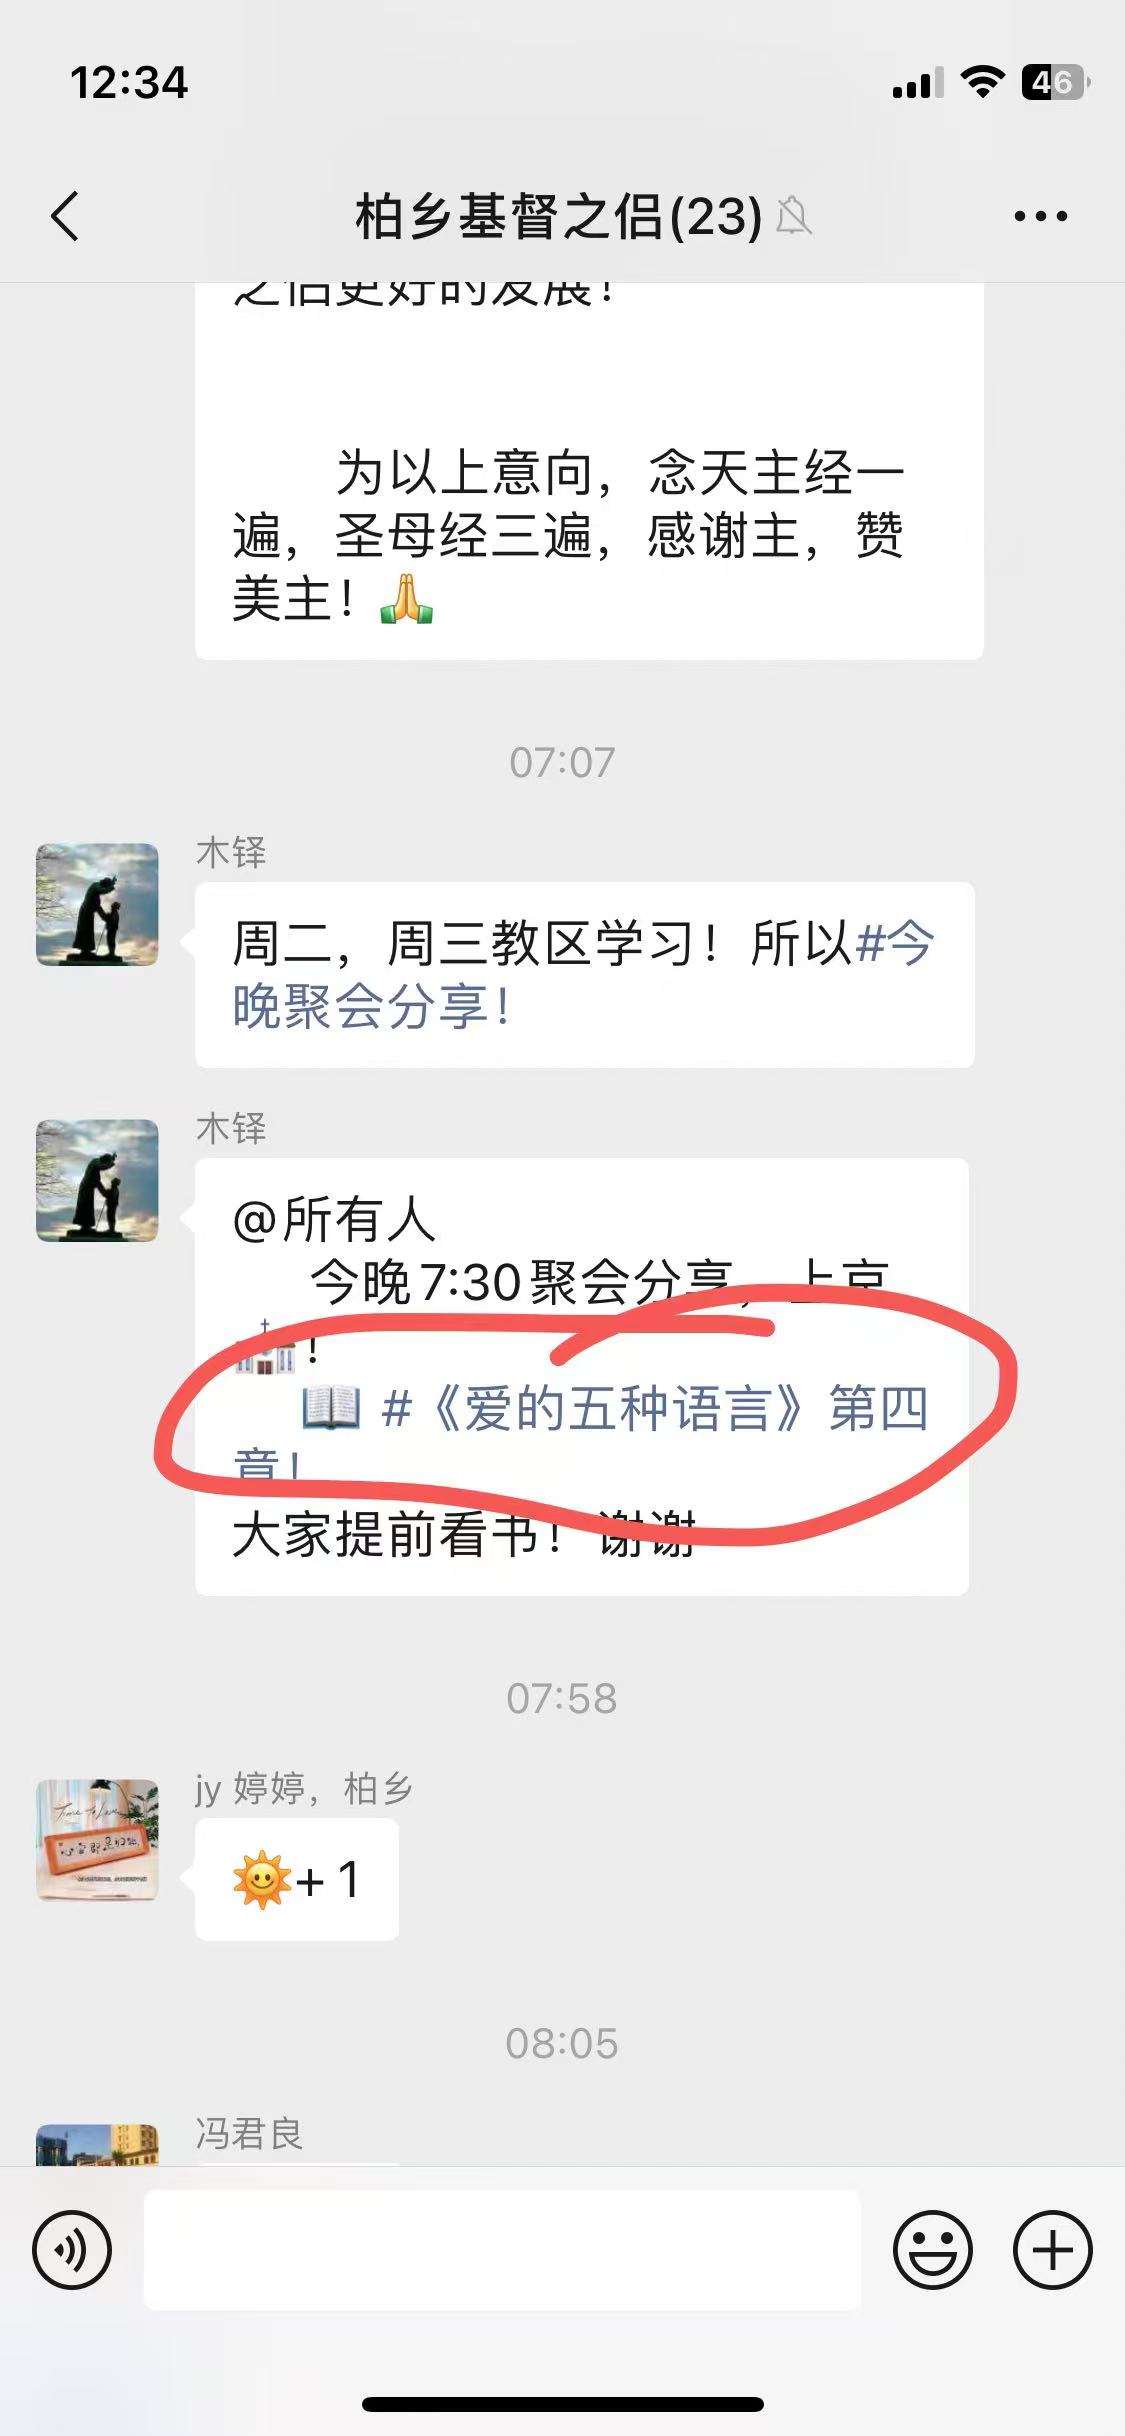 12:34
46
柏乡基督之侣(23)
之侣更好的发展！
为以上意向，念天主经一
遍，圣母经三遍，感谢主，赞
美主！🙏
07:07
木铎
周二，周三教区学习！所以#今
晚聚会分享！
木铎
@所有人
今晚7:30聚会分享，上京
⛪！
📖 #《爱的五种语言》第四
章！
大家提前看书！谢谢
07:58
jy 婷婷，柏乡
🌞+1
08:05
冯君良